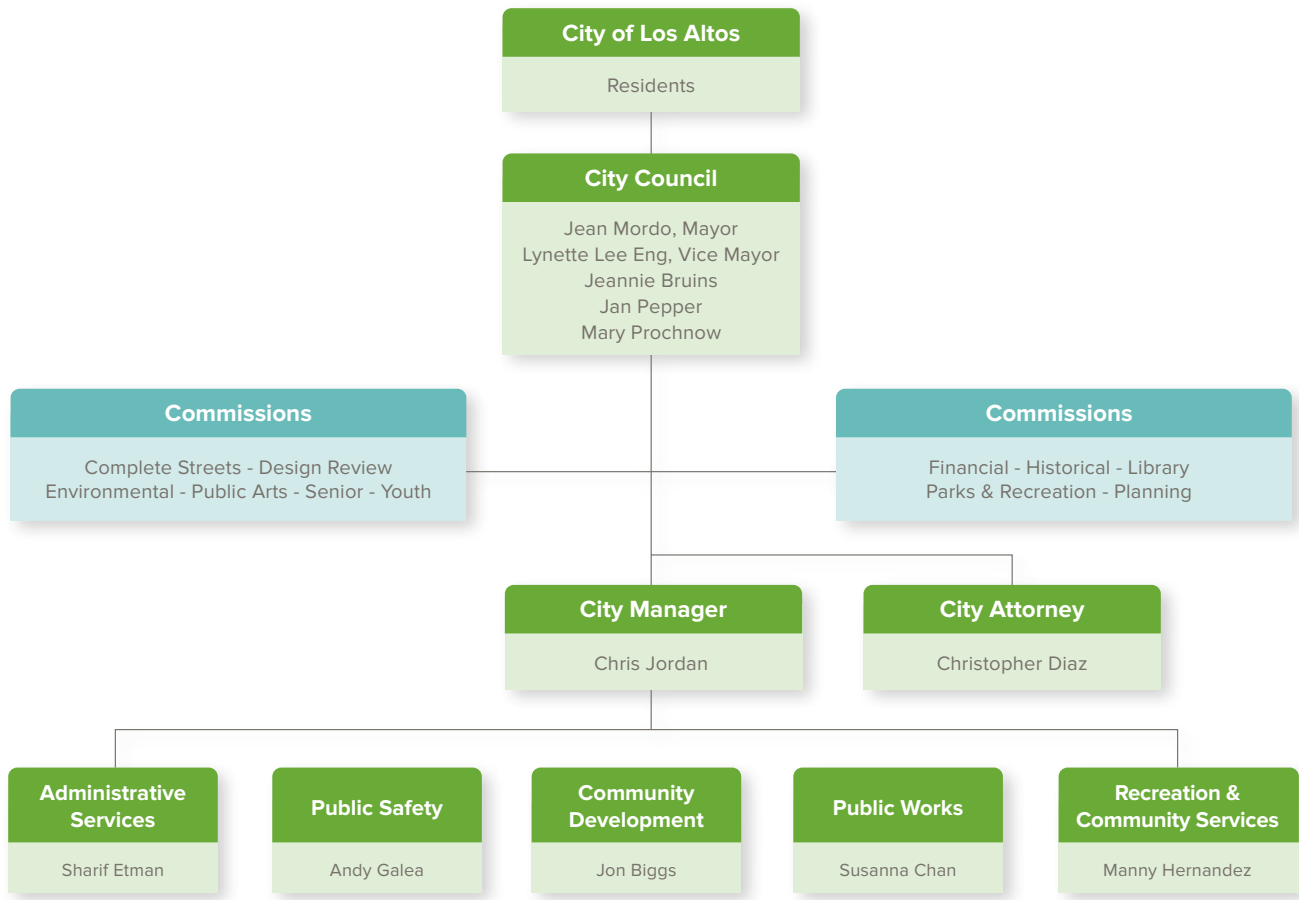 City of Los Altos
Residents
City Council
Jean Mordo, Mayor
Lynette Lee Eng, Vice Mayor
Jeannie Bruins
Jan Pepper
Mary Prochnow
Commissions
Complete Streets - Design Review
Environmental - Public Arts - Senior - Youth
Commissions
Financial - Historical - Library
Parks & Recreation - Planning
City Manager
Chris Jordan
City Attorney
Christopher Diaz
Administrative
Services
Sharif Etman
Public Safety
Andy Galea
Community
Development
Jon Biggs
Public Works
Susanna Chan
Recreation &
Community Services
Manny Hernandez